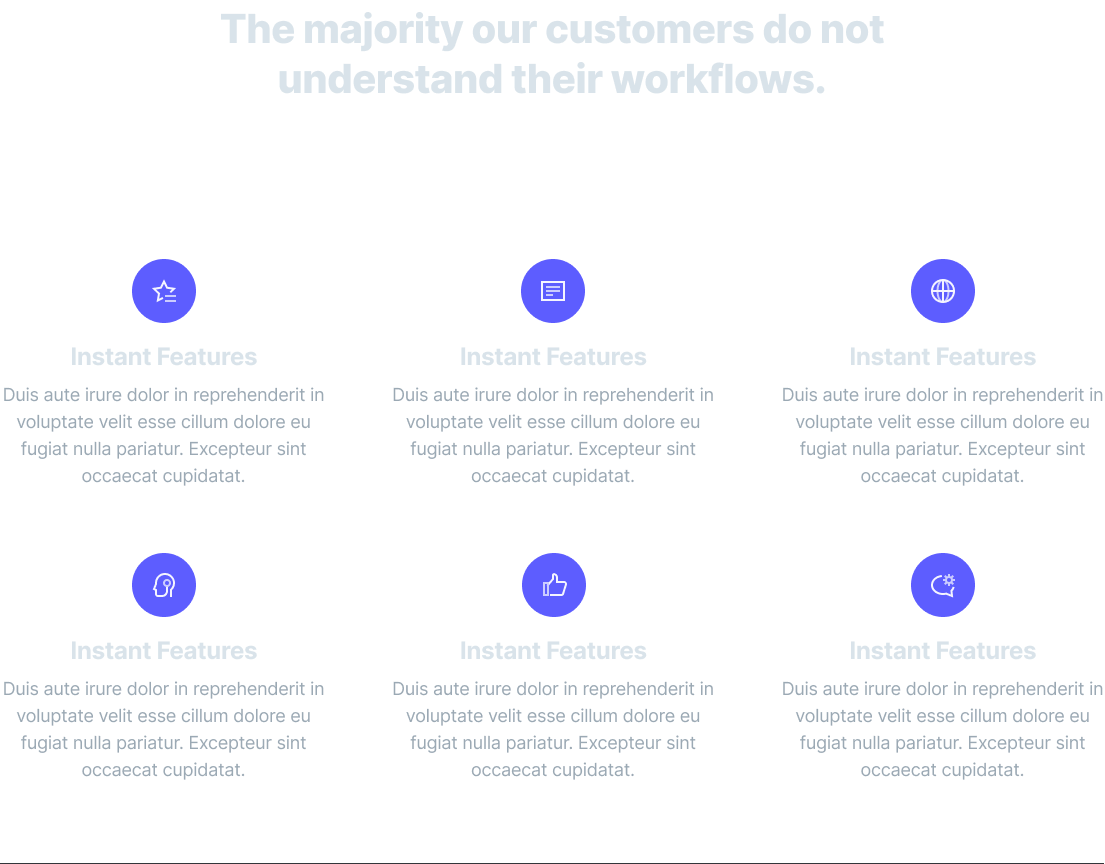 The majority our customers do not
understand their workflows.
Instant Features
Duis aute irure dolor in reprehenderit in
voluptate velit esse cillum dolore eu
fugiat nulla pariatur. Excepteur sint
occaecat cupidatat.
Instant Features
Duis aute irure dolor in reprehenderit in
voluptate velit esse cillum dolore eu
fugiat nulla pariatur. Excepteur sint
occaecat cupidatat.
Instant Features
Duis aute irure dolor in reprehenderit in
voluptate velit esse cillum dolore eu
fugiat nulla pariatur. Excepteur sint
occaecat cupidatat.
Instant Features
Duis aute irure dolor in reprehenderit in
voluptate velit esse cillum dolore eu
fugiat nulla pariatur. Excepteur sint
occaecat cupidatat.
Instant Features
Duis aute irure dolor in reprehenderit in
voluptate velit esse cillum dolore eu
fugiat nulla pariatur. Excepteur sint
occaecat cupidatat.
Instant Features
Duis aute irure dolor in reprehenderit in
voluptate velit esse cillum dolore eu
fugiat nulla pariatur. Excepteur sint
occaecat cupidatat.